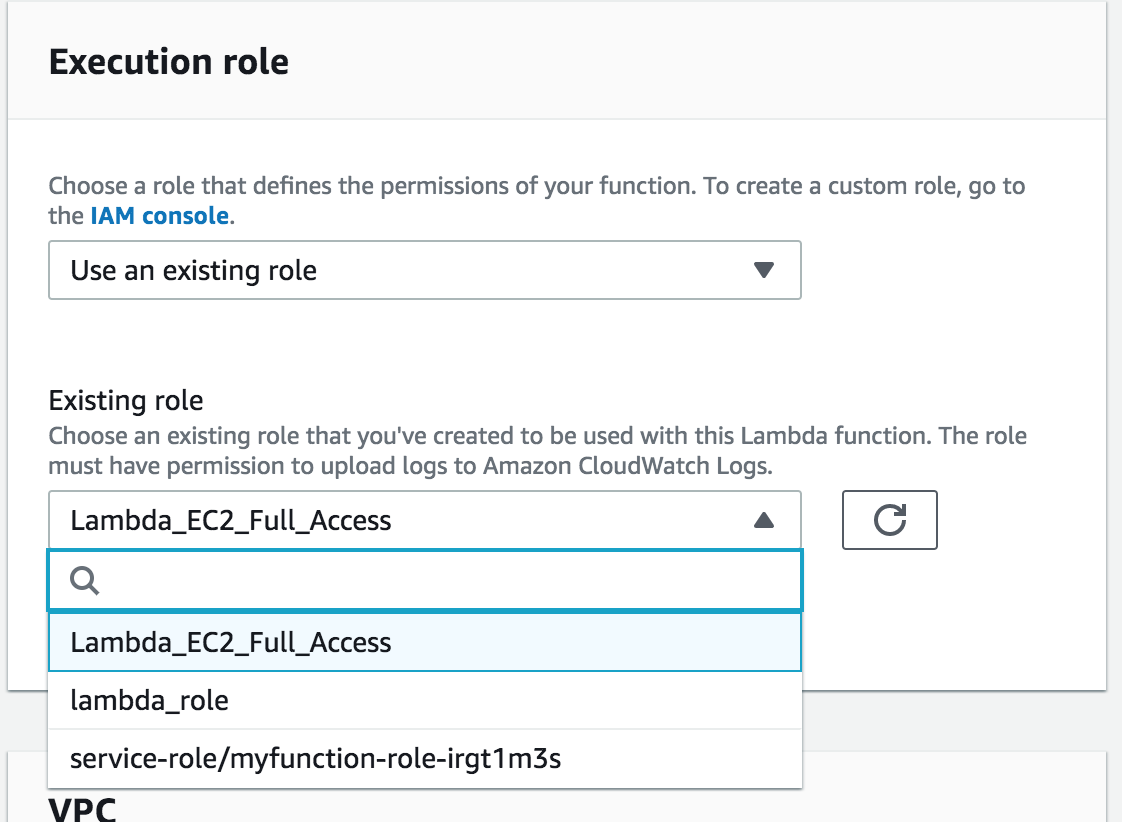 Execution role
Choose a role that defines the permissions of your function. To create a custom role, go to
the IAM console.
Use an existing role
Existing role
Choose an existing role that you've created to be used with this Lambda function. The role
must have permission to upload logs to Amazon CloudWatch Logs.
Lambda_EC2_Full_Access
Lambda_EC2_Full_Access
lambda_role
service-role/myfunction-role-irgt1m3s
VPC